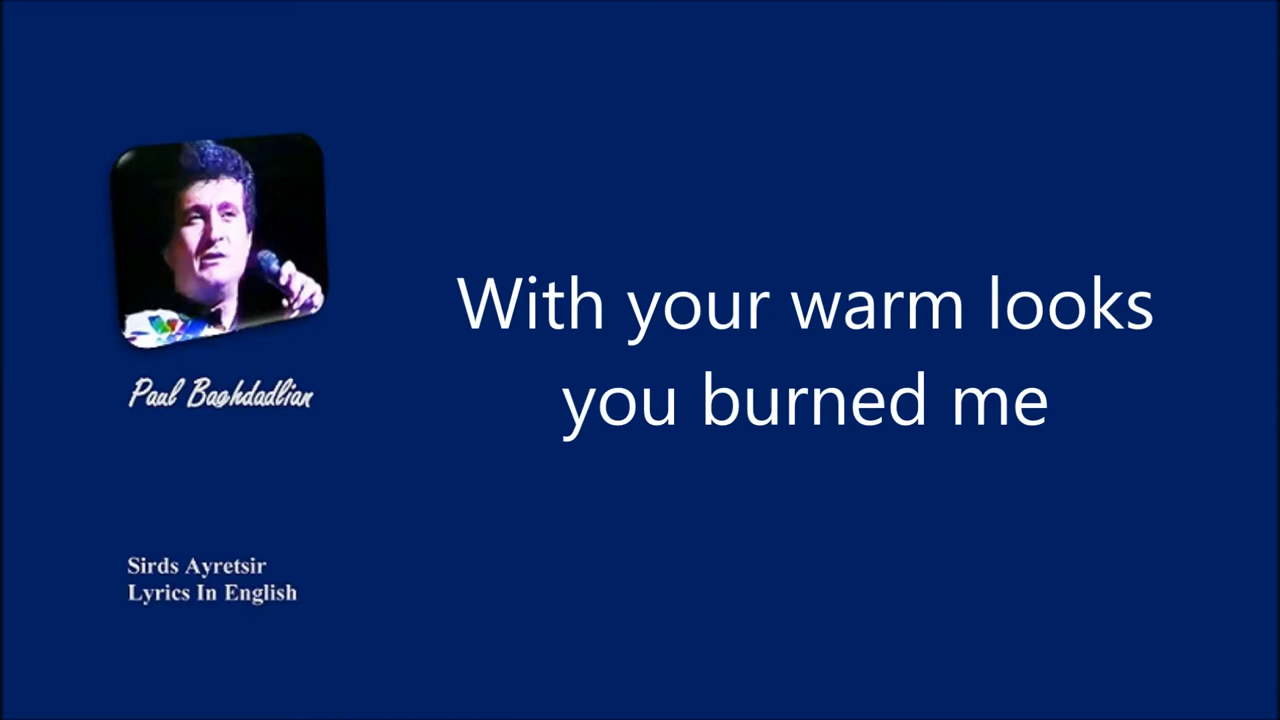 With your warm looks
you burned me
Paul Baghdadlian
Sirds Ayretsir
Lyrics In English